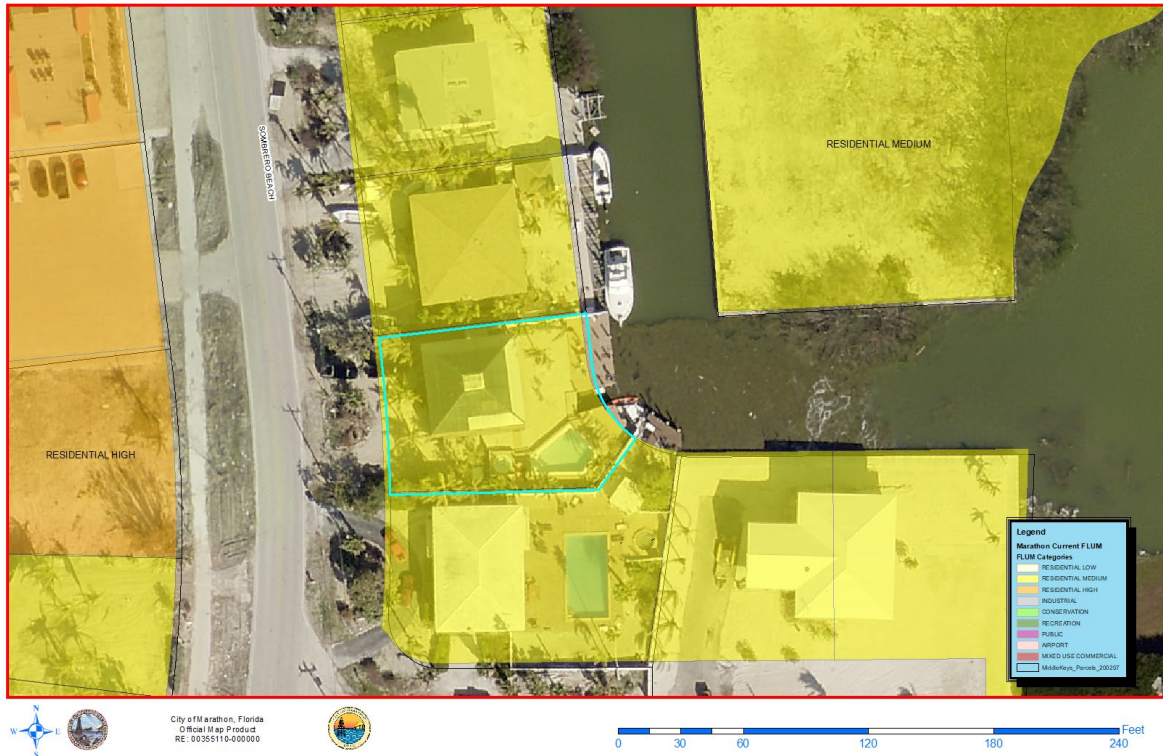 SOMBRERO BEACH
RESIDENTIAL MEDIUM
RESIDENTIAL HIGH
Legend
Marathon Current FLUM
FLUM Categories
RESIDENTIAL LOW
RESIDENTIAL MEDIUM
RESIDENTIAL HIGH
INDUSTRIAL
CONSERVATION
RECREATION
PUBLIC
AIRPORT
MIXED USE COMMERCIAL
MiddleKeys_Parcels_200207
N
W E
S
City of Marathon, Florida
Official Map Product
RE: 00355110-000000
Feet
0 30 60 120 180 240